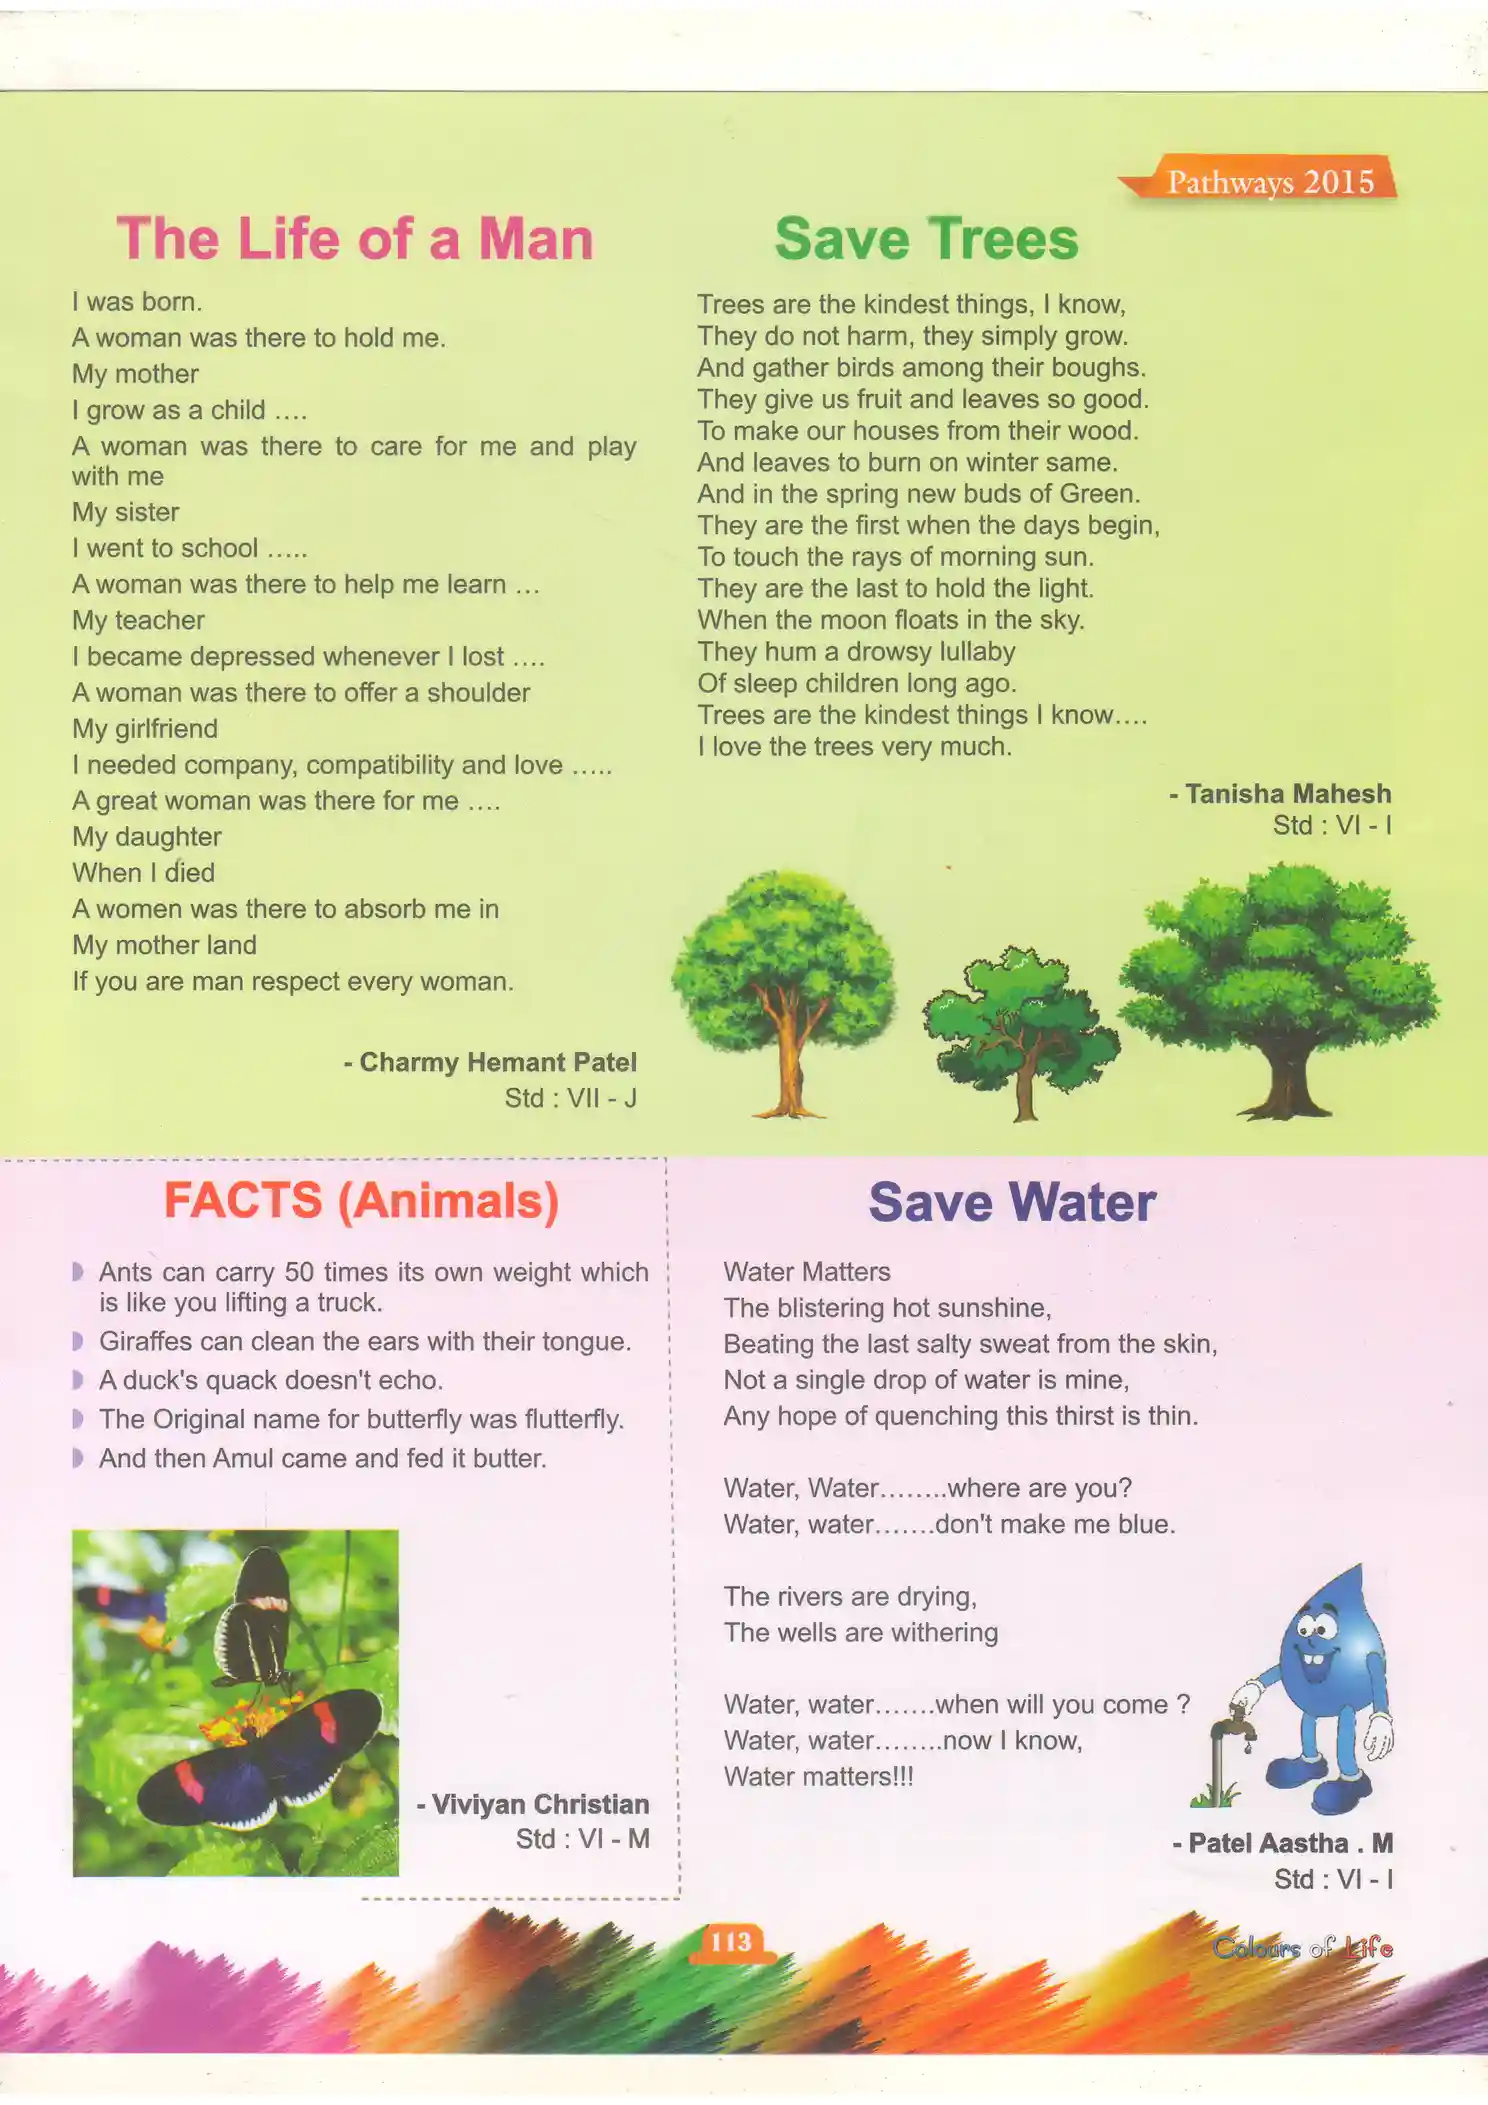 Pathways 2015
The Life of a Man
I was born.
A woman was there to hold me.
My mother
I grow as a child ....
A woman was there to care for me and play
with me
My sister
I went to school .....
A woman was there to help me learn ...
My teacher
I became depressed whenever I lost ....
A woman was there to offer a shoulder
My girlfriend
I needed company, compatibility and love .....
A great woman was there for me ....
My daughter
When I died
A women was there to absorb me in
My mother land
If you are man respect every woman.
- Charmy Hemant Patel
Std : VII - J
Save Trees
Trees are the kindest things, I know,
They do not harm, they simply grow.
And gather birds among their boughs.
They give us fruit and leaves so good.
To make our houses from their wood.
And leaves to burn on winter same.
And in the spring new buds of Green.
They are the first when the days begin,
To touch the rays of morning sun.
They are the last to hold the light.
When the moon floats in the sky.
They hum a drowsy lullaby
Of sleep children long ago.
Trees are the kindest things I know....
I love the trees very much.
- Tanisha Mahesh
Std : VI - I
FACTS (Animals)
Ants can carry 50 times its own weight which
is like you lifting a truck.
Giraffes can clean the ears with their tongue.
A duck's quack doesn't echo.
The Original name for butterfly was flutterfly.
And then Amul came and fed it butter.
- Viviyan Christian
Std : VI - M
Save Water
Water Matters
The blistering hot sunshine,
Beating the last salty sweat from the skin,
Not a single drop of water is mine,
Any hope of quenching this thirst is thin.
Water, Water........where are you?
Water, water.......don't make me blue.
The rivers are drying,
The wells are withering
Water, water.......when will you come ?
Water, water........now I know,
Water matters!!!
- Patel Aastha . M
Std : VI - I
113
Colours of Life